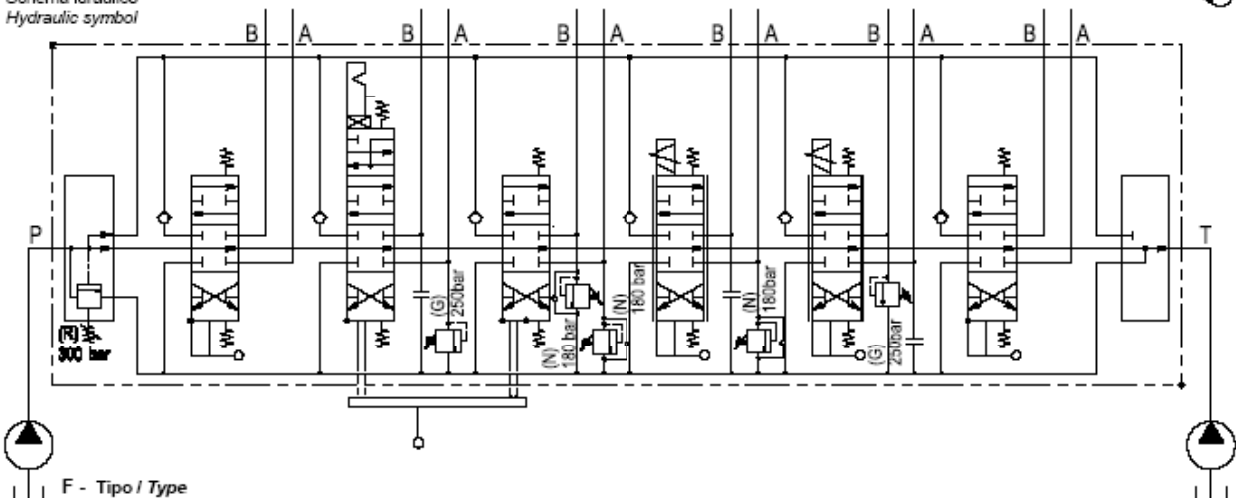 Schema idraulico
Hydraulic symbol
B A B A B A B A B A B A
P
T
(R)
300 bar
(G)
250bar
(N)
180 bar
(N)
180 bar
(N)
180bar
(G)
250bar
F - Tipo / Type